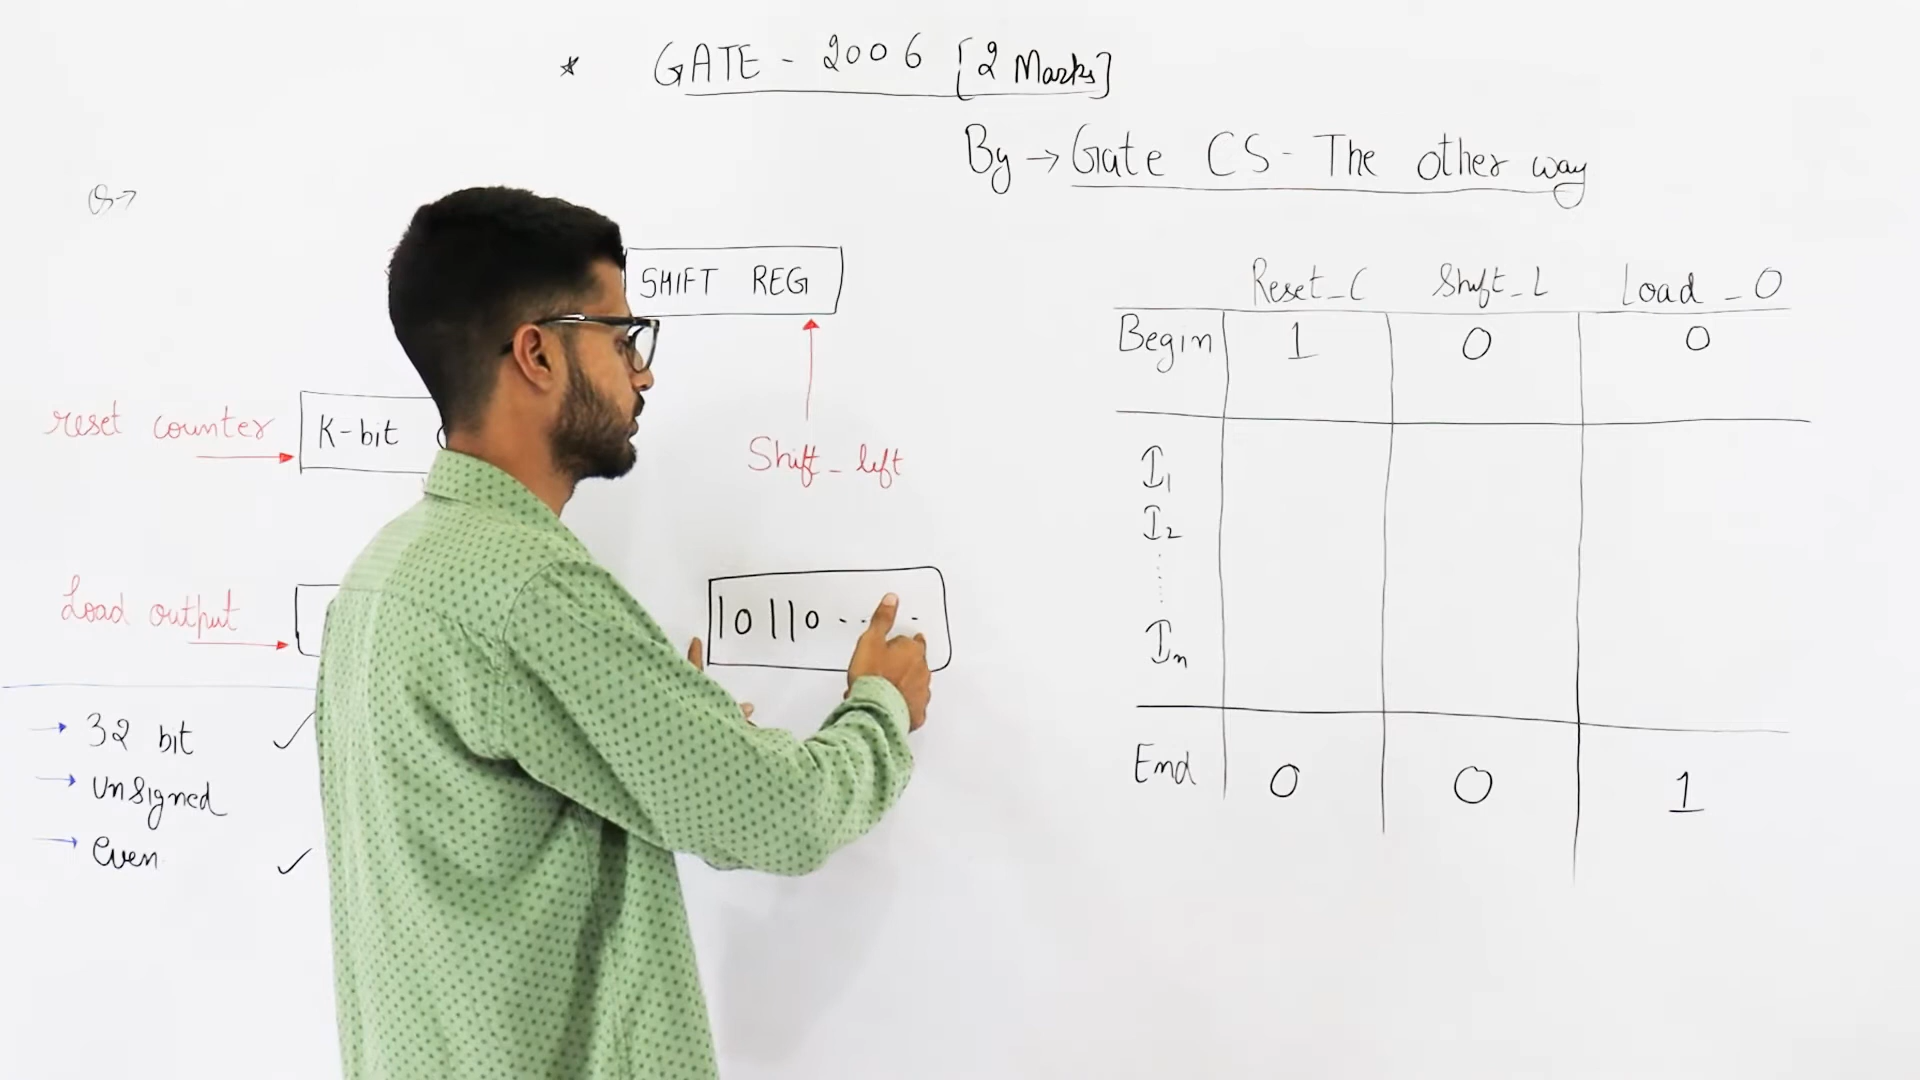 * GATE - 2006 [2 Marks]
By → Gate CS - The other way
Q→
SHIFT REG
reset counter
K-bit
Shift_left
Load output
10110 - - -
→ 32 bit ✓
→ unsigned
→ even ✓
Reset_C Shift_L Load_O
Begin 1 0 0
I1
I2
In
End 0 0 1